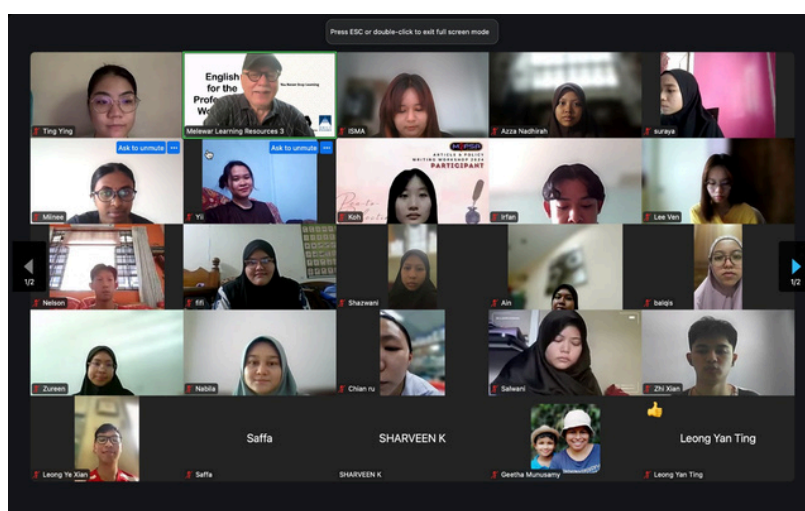 Press ESC or double-click to exit full screen mode
Ting Ying
English
for the
Melewar Learning Resources 3
ISMA
Azza Nadhirah
suraya
Minee
Ask to unmute
Yii
Ask to unmute
ARTICLE & POLICY
WRITING WORKSHOP 2024
PARTICIPANT
Koh
Irfan
Lee Ven
1/2
Nelson
fifi
Shazwani
Ain
balqis
1/2
Zureen
Nabila
Chian ru
Salwani
Zhi Xian
Leong Ye Xian
Saffa
Saffa
SHARVEEN K
SHARVEEN K
Geetha Munusamy
Leong Yan Ting
Leong Yan Ting